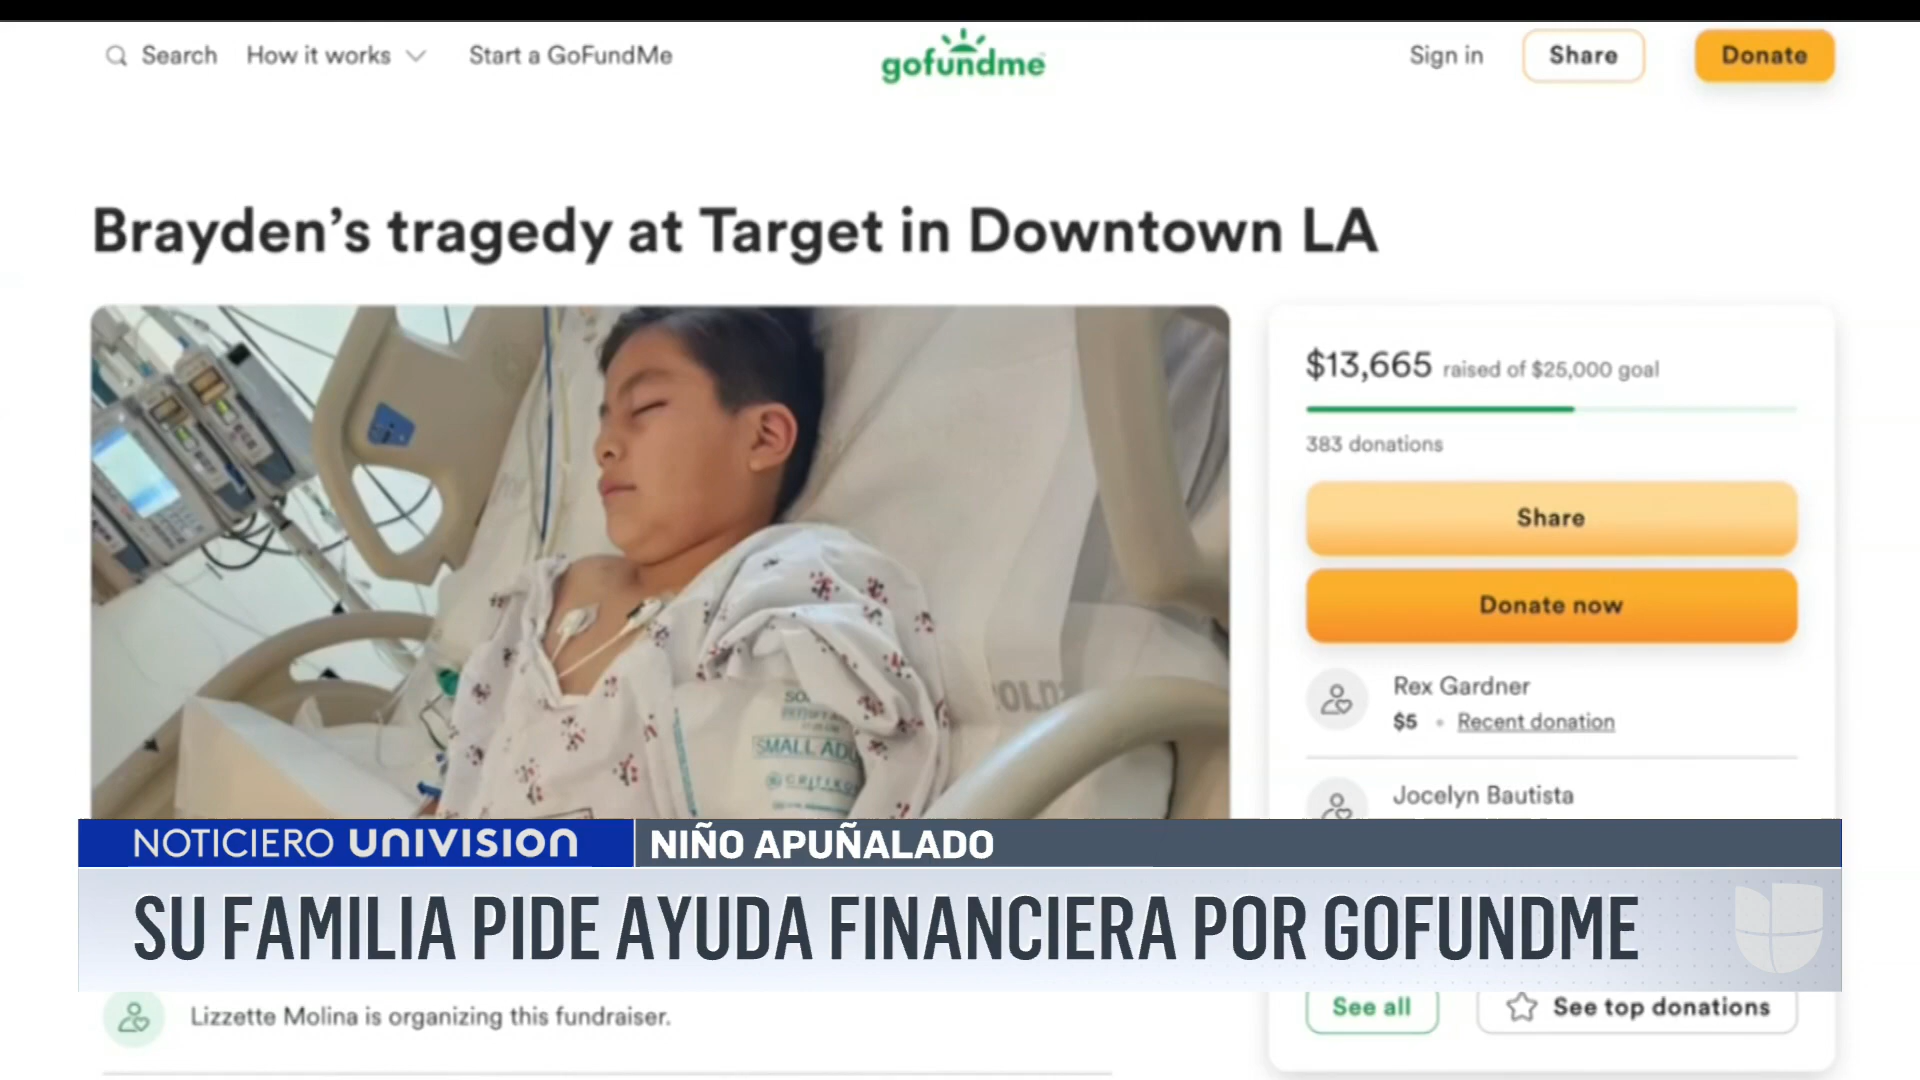 Search How it works Start a GoFundMe gofundme Sign in Share Donate
Brayden's tragedy at Target in Downtown LA
$13,665 raised of $25,000 goal
383 donations
Share
Donate now
Rex Gardner
$5 • Recent donation
Jocelyn Bautista
SMALL ADU
NOTICIERO UNIVISION NIÑO APUÑALADO
SU FAMILIA PIDE AYUDA FINANCIERA POR GOFUNDME
Lizzette Molina is organizing this fundraiser.
See all See top donations